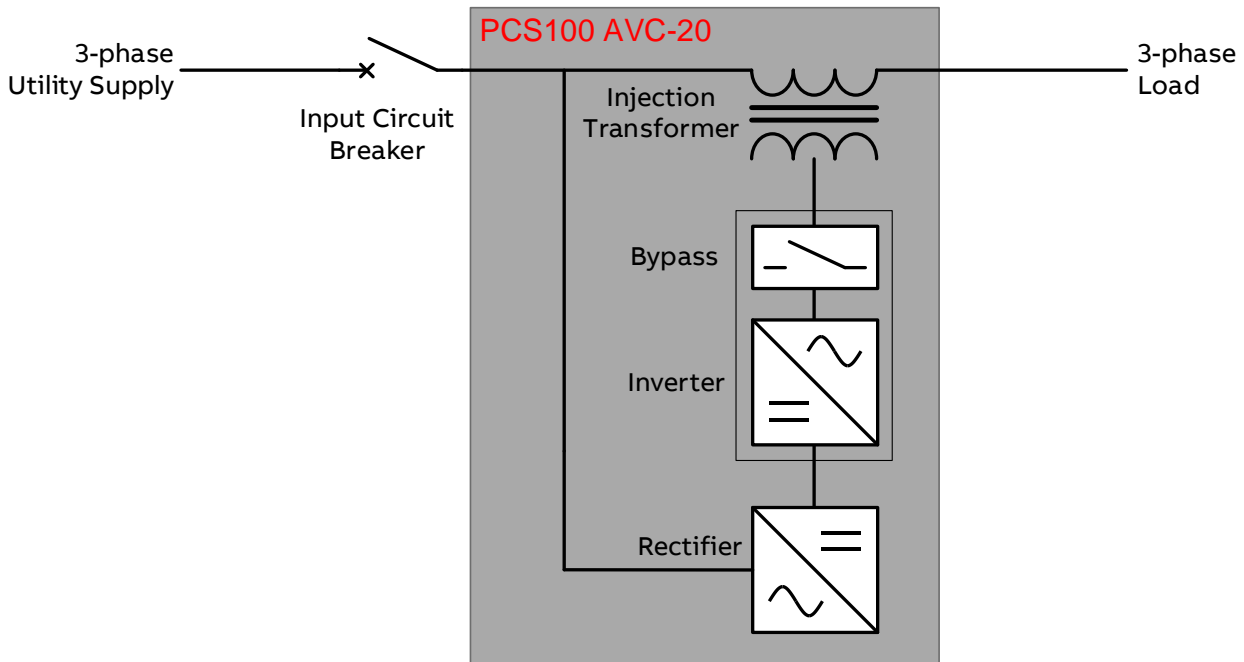 PCS100 AVC-20
3-phase
Utility Supply
Input Circuit
Breaker
Injection
Transformer
3-phase
Load
Bypass
Inverter
Rectifier